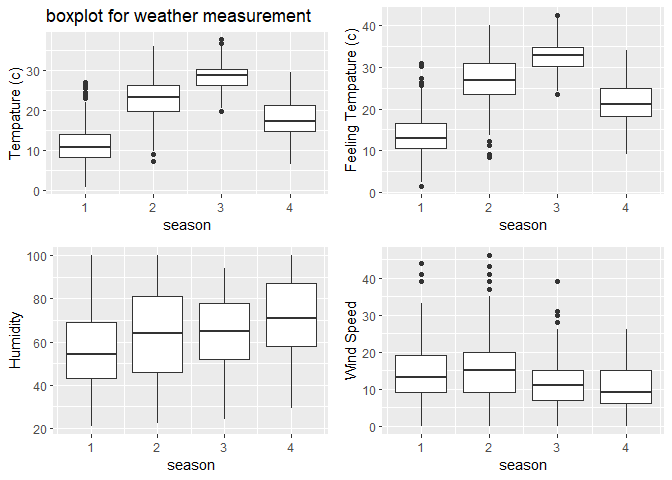 boxplot for weather measurement
Tempature (c)
30
20
10
0
1 2 3 4
season
Feeling Tempature (c)
40
30
20
10
0
1 2 3 4
season
Humidity
100
80
60
40
20
1 2 3 4
season
Wind Speed
40
30
20
10
0
1 2 3 4
season